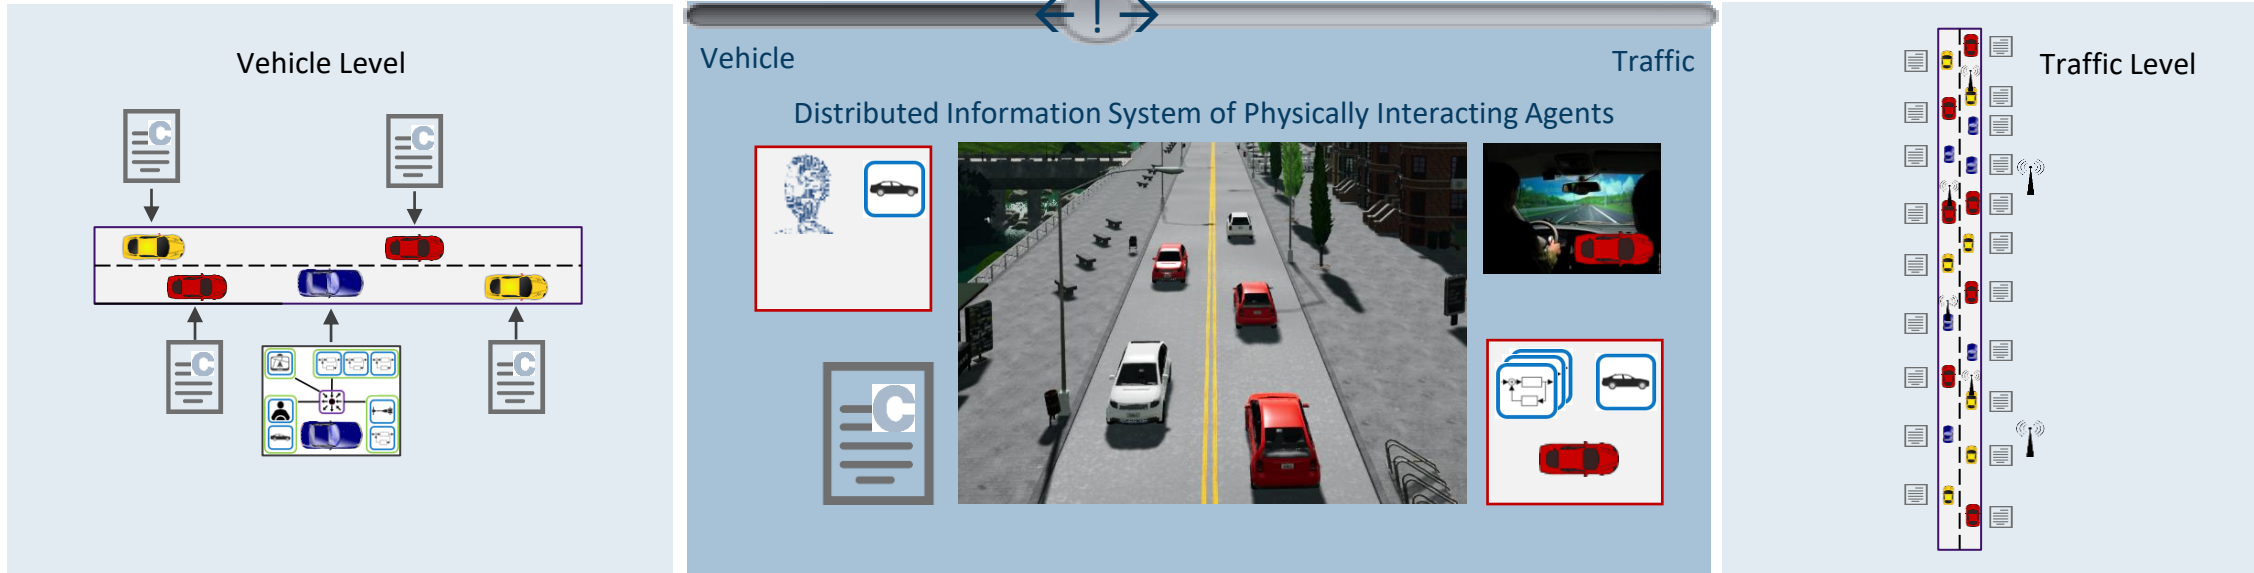 Vehicle Level
C
C
C
C
!
Vehicle
Traffic
Distributed Information System of Physically Interacting Agents
C
Traffic Level